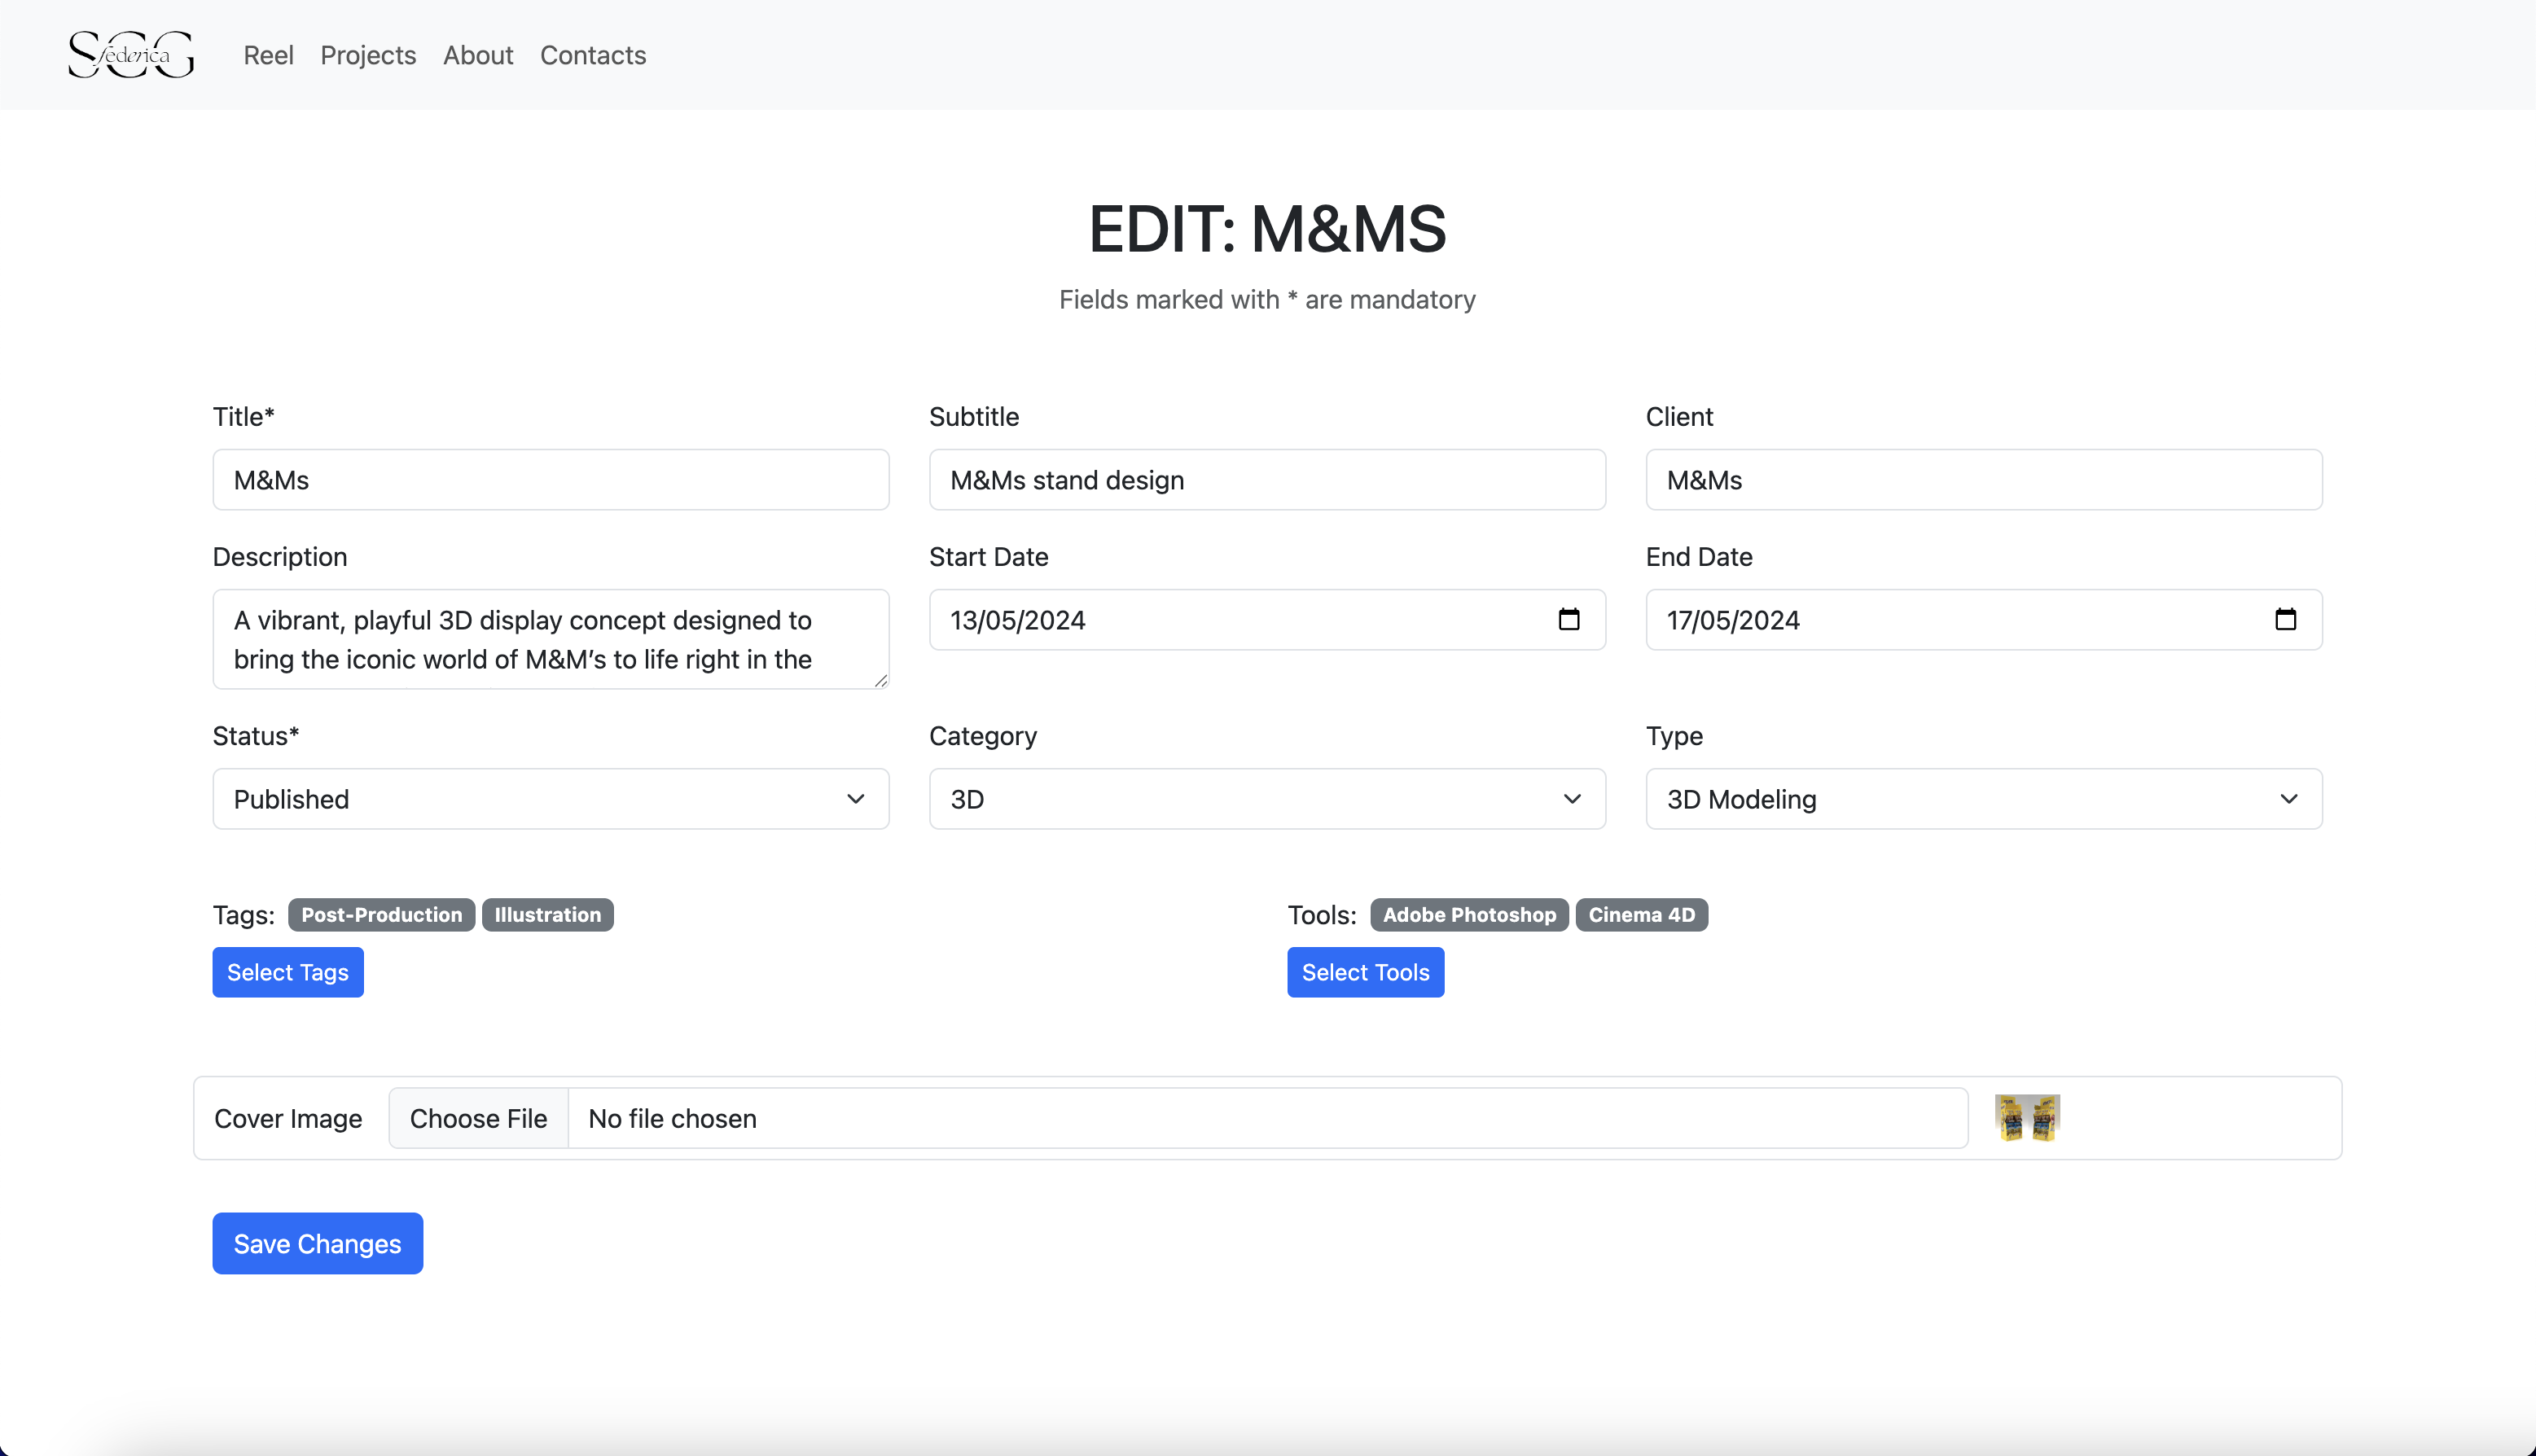 SGG federica
Reel Projects About Contacts
EDIT: M&MS
Fields marked with * are mandatory
Title*
M&Ms
Subtitle
M&Ms stand design
Client
M&Ms
Description
A vibrant, playful 3D display concept designed to
bring the iconic world of M&M’s to life right in the
Start Date
13/05/2024
End Date
17/05/2024
Status*
Published
Category
3D
Type
3D Modeling
Tags: Post-Production Illustration
Select Tags
Tools: Adobe Photoshop Cinema 4D
Select Tools
Cover Image Choose File No file chosen
Save Changes